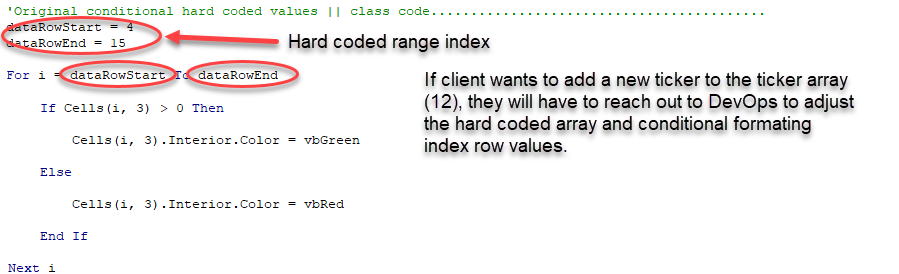 'Original conditional hard coded values || class code..........................................
dataRowStart = 4
dataRowEnd = 15
Hard coded range index
For i = dataRowStart To dataRowEnd
If client wants to add a new ticker to the ticker array
(12), they will have to reach out to DevOps to adjust
the hard coded array and conditional formating
index row values.
If Cells(i, 3) > 0 Then
Cells(i, 3).Interior.Color = vbGreen
Else
Cells(i, 3).Interior.Color = vbRed
End If
Next i